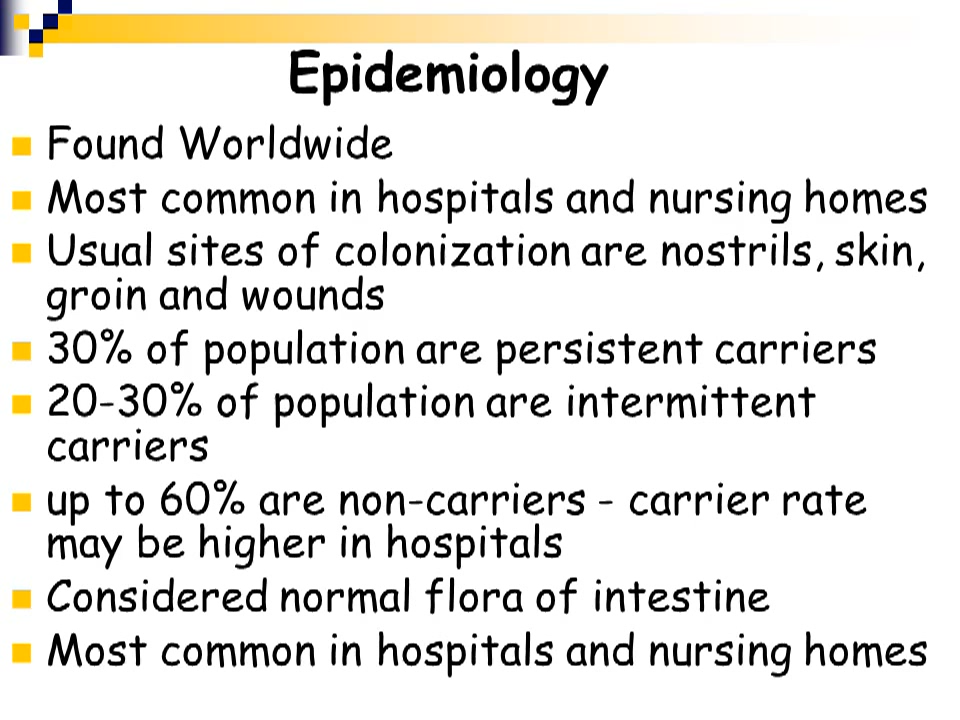 Epidemiology
Found Worldwide
Most common in hospitals and nursing homes
Usual sites of colonization are nostrils, skin,
groin and wounds
30% of population are persistent carriers
20-30% of population are intermittent
carriers
up to 60% are non-carriers - carrier rate
may be higher in hospitals
Considered normal flora of intestine
Most common in hospitals and nursing homes